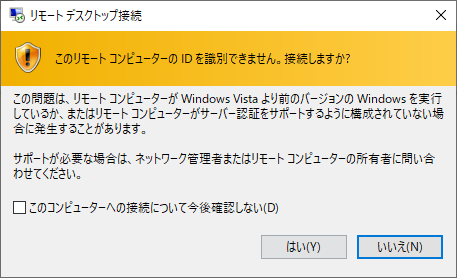 リモート デスクトップ接続
このリモート コンピューターの ID を識別できません。接続しますか?
この問題は、リモート コンピューターが Windows Vista より前のバージョンの Windows を実行
しているか、またはリモート コンピューターがサーバー認証をサポートするように構成されていない場
合に発生することがあります。
サポートが必要な場合は、ネットワーク管理者またはリモート コンピューターの所有者に問い合
わせてください。
このコンピューターへの接続について今後確認しない(D)
はい(Y)
いいえ(N)